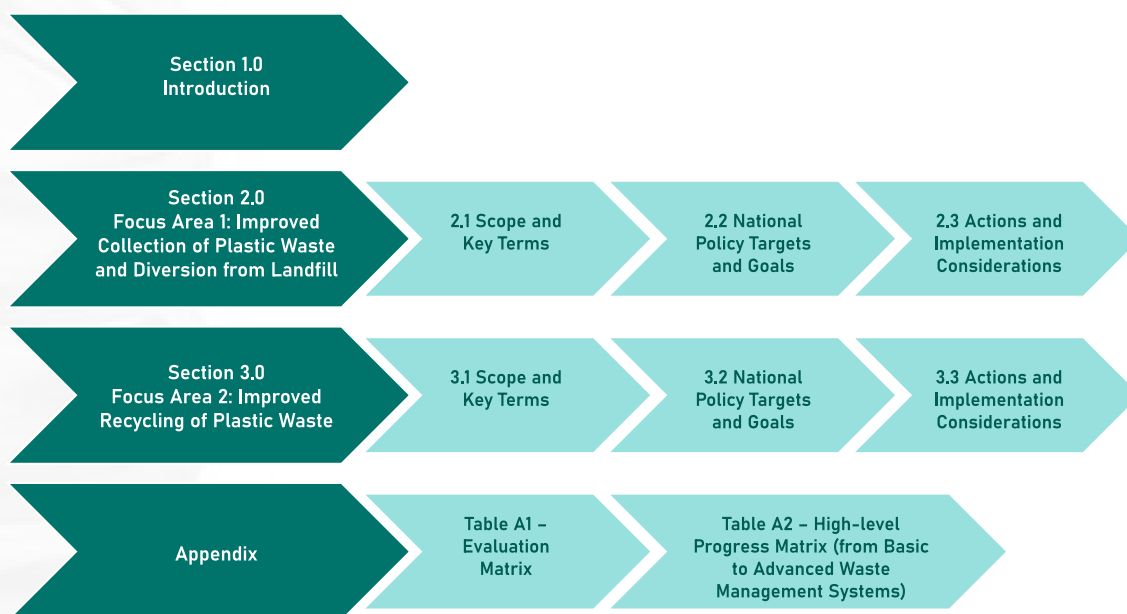 Section 1.0
Introduction
Section 2.0
Focus Area 1: Improved
Collection of Plastic Waste
and Diversion from Landfill
2.1 Scope and
Key Terms
2.2 National
Policy Targets
and Goals
2.3 Actions and
Implementation
Considerations
Section 3.0
Focus Area 2: Improved
Recycling of Plastic Waste
3.1 Scope and
Key Terms
3.2 National
Policy Targets
and Goals
3.3 Actions and
Implementation
Considerations
Appendix
Table A1 –
Evaluation
Matrix
Table A2 – High-level
Progress Matrix (from Basic
to Advanced Waste
Management Systems)